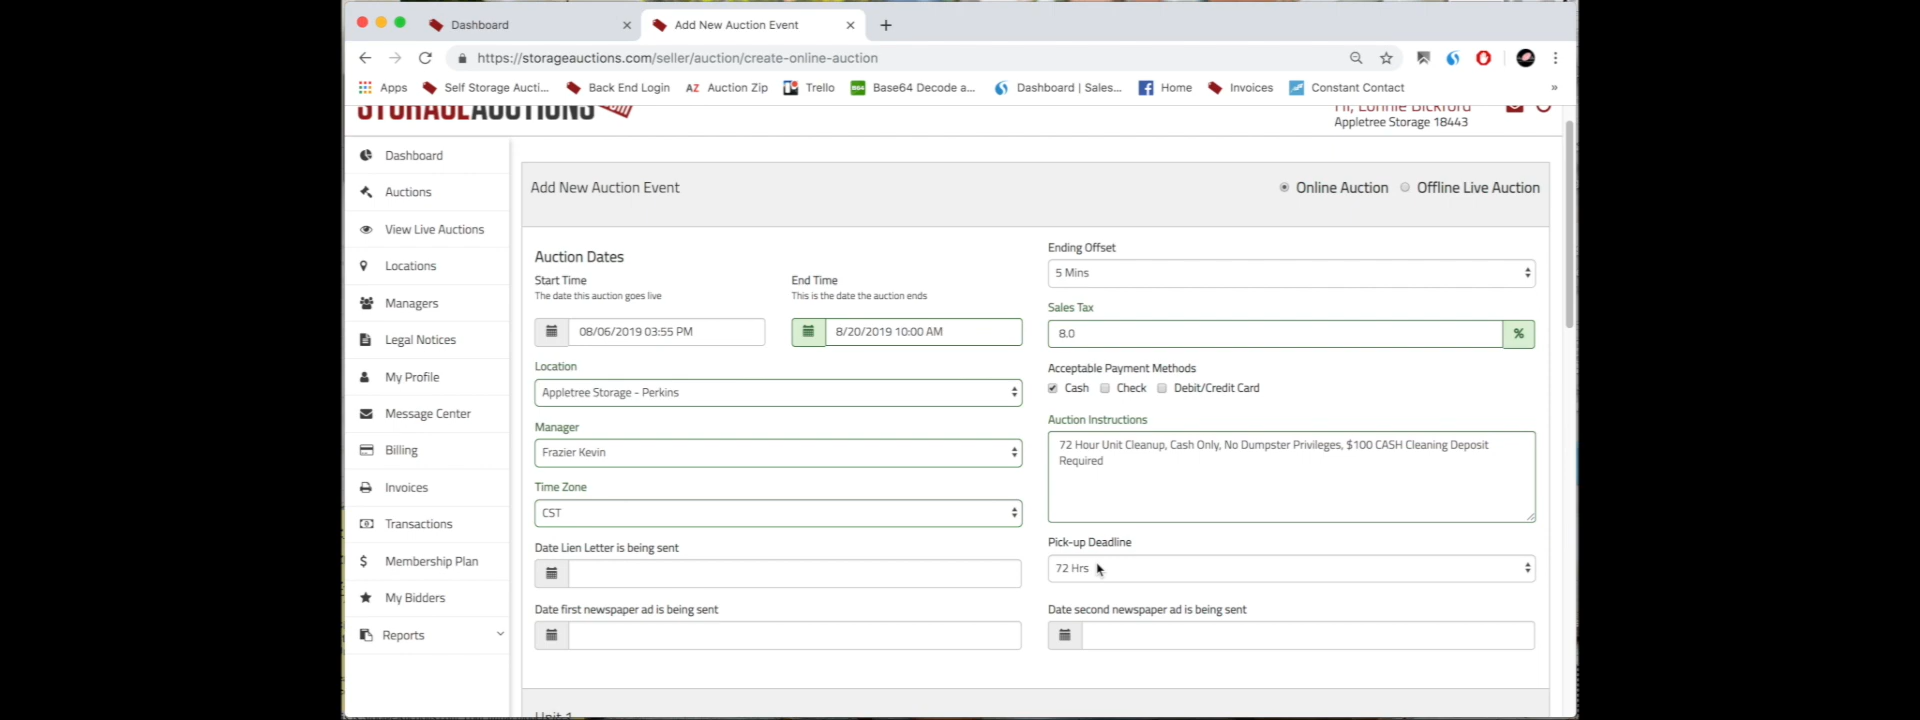 Dashboard
Add New Auction Event
https://storageauctions.com/seller/auction/create-online-auction
Apps
Self Storage Aucti...
Back End Login
AZ Auction Zip
Trello
Base64 Decode a...
Dashboard | Sales...
Home
Invoices
Constant Contact
»
STORAGEAUCTIONS
Hi, Lonnie Bickford
Appletree Storage 18443
Dashboard
Auctions
View Live Auctions
Locations
Managers
Legal Notices
My Profile
Message Center
Billing
Invoices
Transactions
Membership Plan
My Bidders
Reports
Add New Auction Event
Online Auction
Offline Live Auction
Auction Dates
Start Time
The date this auction goes live
08/06/2019 03:55 PM
End Time
This is the date the auction ends
8/20/2019 10:00 AM
Location
Appletree Storage - Perkins
Manager
Frazier Kevin
Time Zone
CST
Date Lien Letter is being sent
Date first newspaper ad is being sent
Ending Offset
5 Mins
Sales Tax
8.0
%
Acceptable Payment Methods
Cash
Check
Debit/Credit Card
Auction Instructions
72 Hour Unit Cleanup, Cash Only, No Dumpster Privileges, $100 CASH Cleaning Deposit
Required
Pick-up Deadline
72 Hrs
Date second newspaper ad is being sent
Unit 1